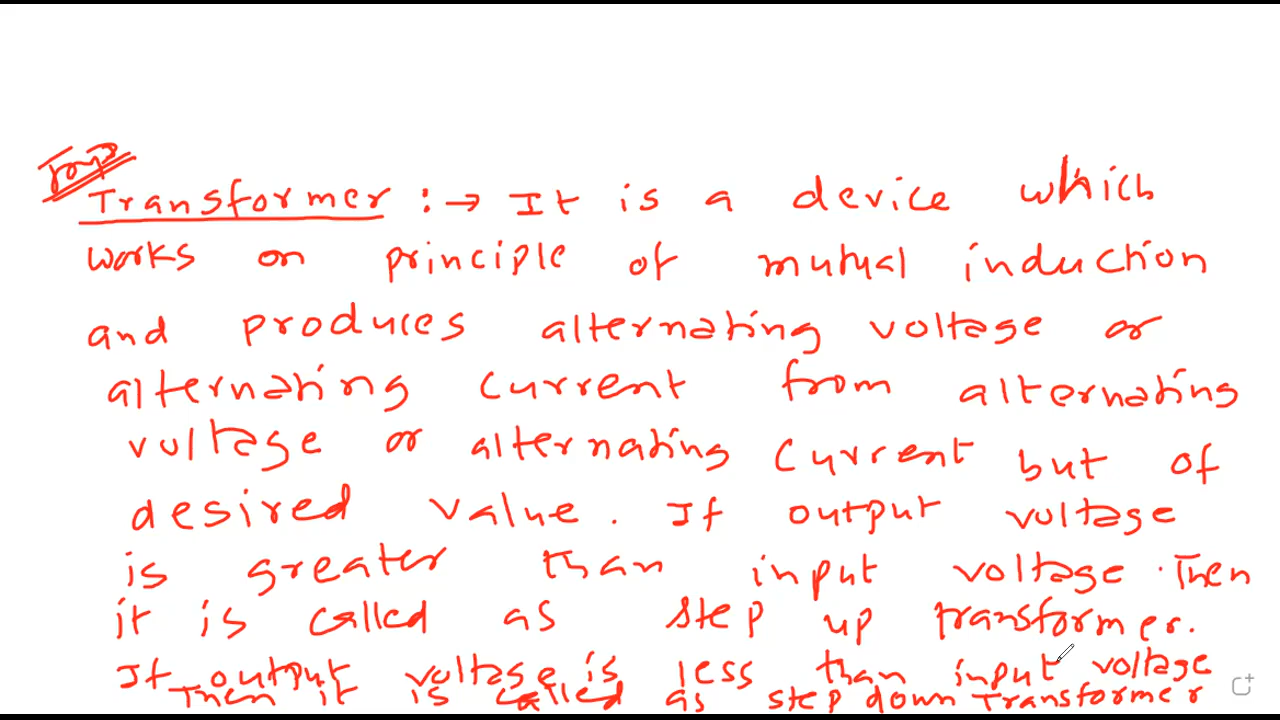 Transformer :→ It is a device which
works on principle of mutual induction
and produces alternating voltage or
alternating current from alternating
voltage or alternating current but of
desired value. If output voltage
is greater than input voltage. Then
it is called as step up transformer.
If output voltage is less than input voltage
Then it is called as step down Transformer